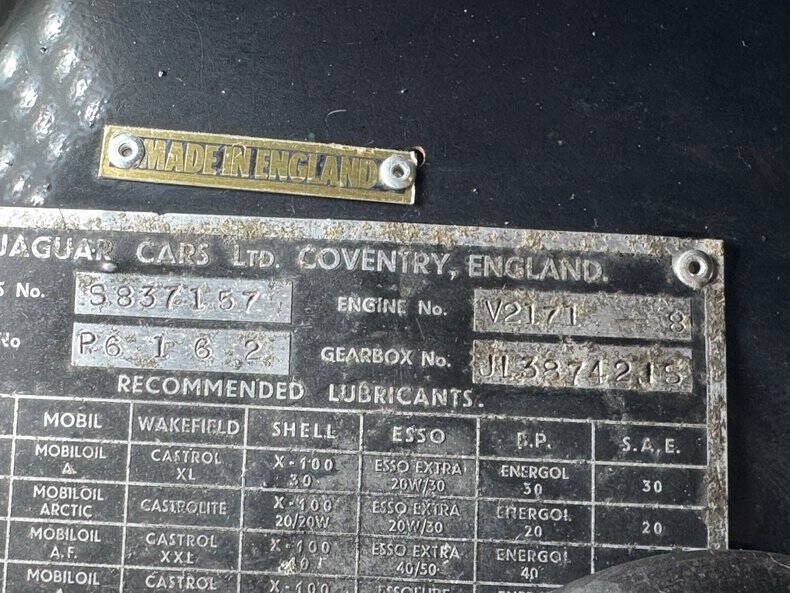 MADE IN ENGLAND
JAGUAR CARS LTD. COVENTRY, ENGLAND.
S No. S837157 ENGINE No. V2171 - 8
No P6162 GEARBOX No. JL38742JS
RECOMMENDED LUBRICANTS.
MOBIL WAKEFIELD SHELL ESSO B.P. S.A.E.
MOBILOIL CASTROL X-100 ESSO EXTRA ENERGOL 30
A. XL 30 20W/30 30
MOBILOIL CASTROLITE X-100 ESSO EXTRA ENERGOL 20
ARCTIC 20/20W 20W/30 20
MOBILOIL CASTROL X-100 ESSO EXTRA ENERGOL
A.F. XXL 40 40/50 40
MOBILOIL CASTROL X-100